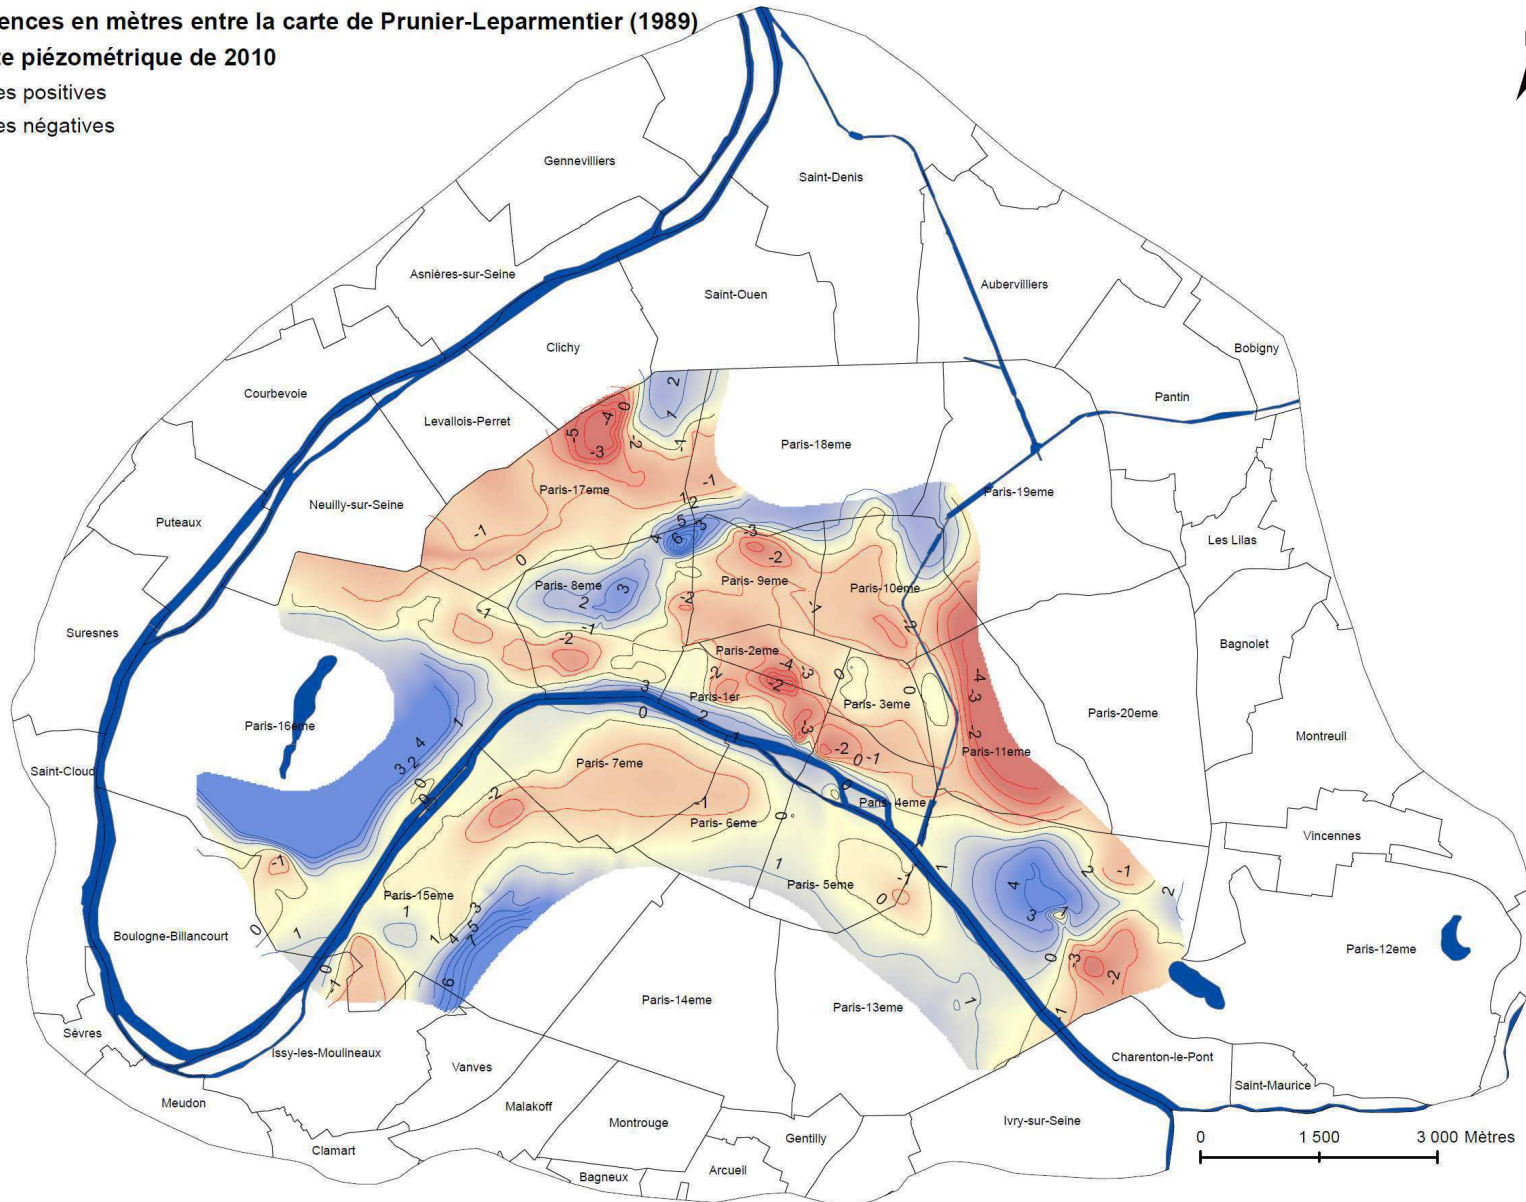 ences en mètres entre la carte de Prunier-Leparmentier (1989)
te piézométrique de 2010
es positives
es négatives
Gennevilliers
Saint-Denis
Asnières-sur-Seine
Saint-Ouen
Aubervilliers
Clichy
Bobigny
Courbevoie
Pantin
Levallois-Perret
Paris-18eme
Paris-17eme
Paris-19eme
Neuilly-sur-Seine
Puteaux
Les Lilas
Paris- 8eme
Paris- 9eme
Paris-10eme
Suresnes
Bagnolet
Paris-2eme
Paris-1er
Paris- 3eme
Paris-20eme
Paris-16eme
Montreuil
Paris-11eme
Saint-Cloud
Paris- 7eme
Paris- 4eme
Paris- 6eme
Vincennes
Paris- 5eme
Paris-15eme
Boulogne-Billancourt
Paris-12eme
Paris-14eme
Paris-13eme
Sèvres
Issy-les-Moulineaux
Vanves
Charenton-le-Pont
Saint-Maurice
Meudon
Malakoff
Montrouge
Ivry-sur-Seine
Gentilly
Clamart
Arcueil
Bagneux
0 1 500 3 000 Mètres